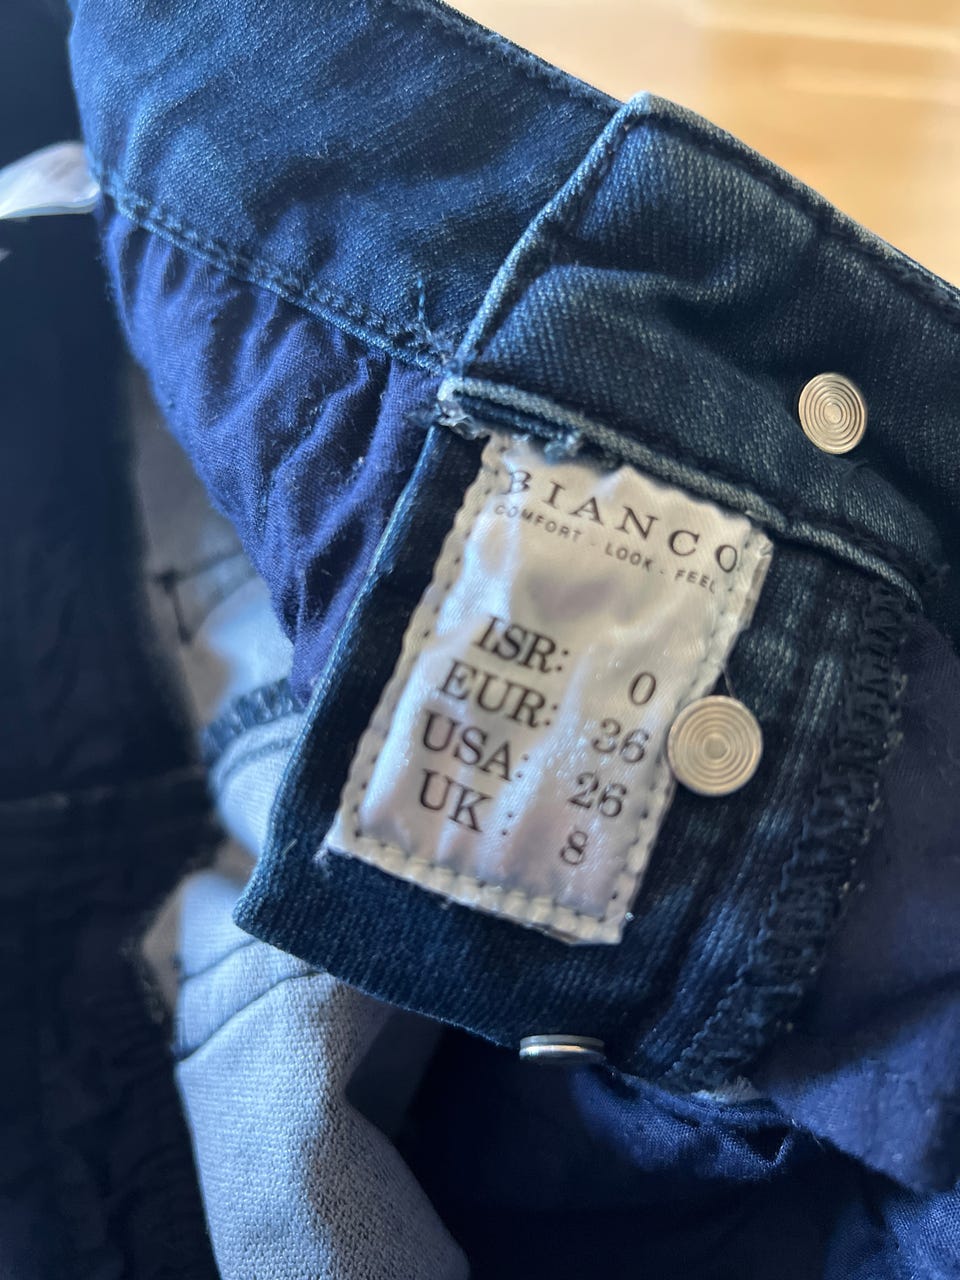 BIANCO
COMFORT - LOOK - FEEL
ISR: 0
EUR: 36
USA: 26
UK : 8